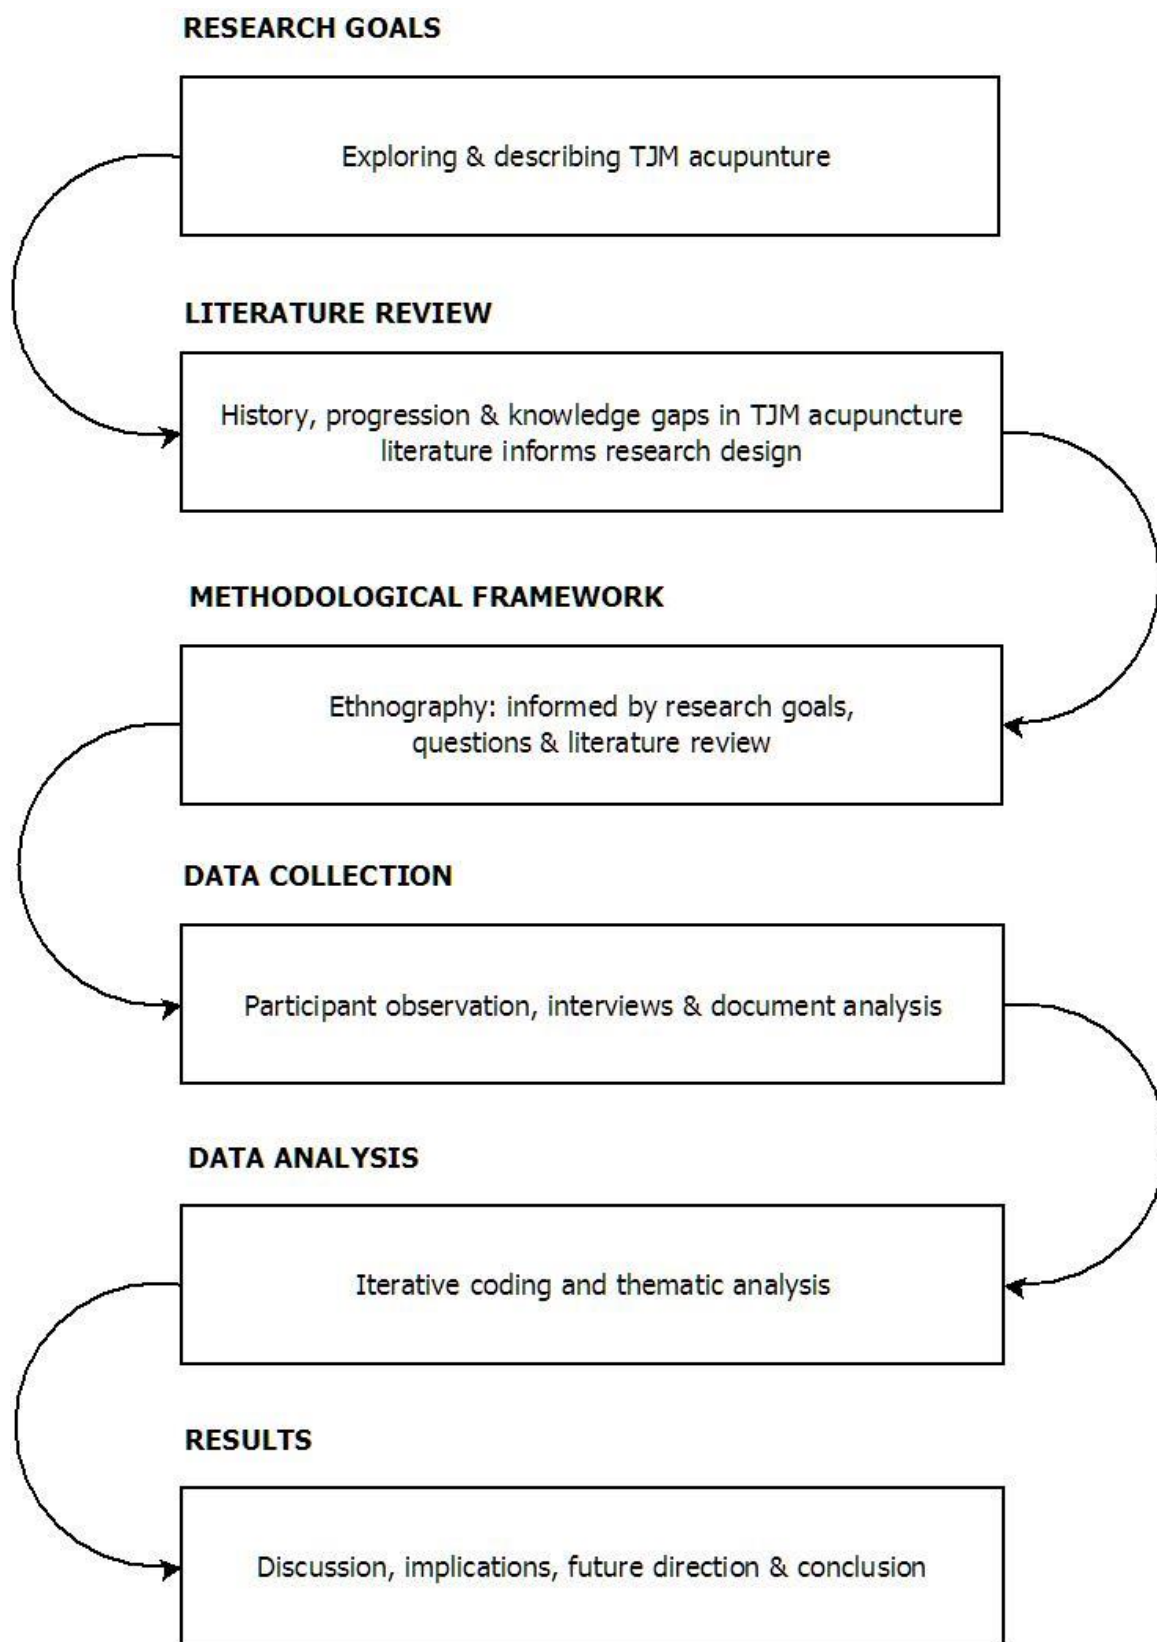 RESEARCH GOALS
Exploring & describing TJM acupunture
LITERATURE REVIEW
History, progression & knowledge gaps in TJM acupuncture
literature informs research design
METHODOLOGICAL FRAMEWORK
Ethnography: informed by research goals,
questions & literature review
DATA COLLECTION
Participant observation, interviews & document analysis
DATA ANALYSIS
Iterative coding and thematic analysis
RESULTS
Discussion, implications, future direction & conclusion